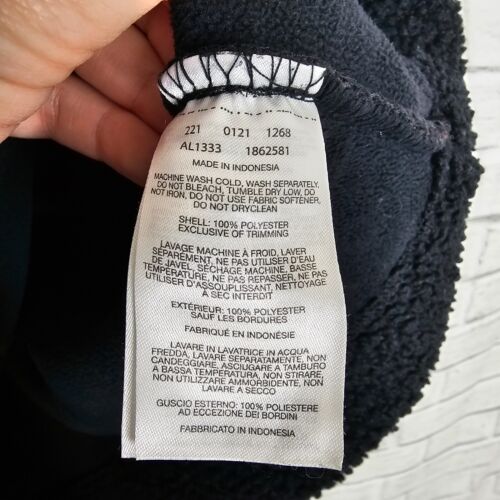 221 0121 1268
AL1333 1862581
MADE IN INDONESIA
MACHINE WASH COLD, WASH SEPARATELY,
DO NOT BLEACH, TUMBLE DRY LOW, DO
NOT IRON, DO NOT USE FABRIC SOFTENER,
DO NOT DRYCLEAN
SHELL: 100% POLYESTER
EXCLUSIVE OF TRIMMING
LAVAGE MACHINE À FROID, LAVER
SÉPAREMENT, NE PAS UTILISER D'EAU
DE JAVEL, SÉCHAGE MACHINE, BASSE
TEMPÉRATURE, NE PAS REPASSER, NE PAS
UTILISER D'ASSOUPLISSANT, NETTOYAGE
À SEC INTERDIT
EXTÉRIEUR: 100% POLYESTER
SAUF LES BORDURES
FABRIQUÉ EN INDONÉSIE
LAVARE IN LAVATRICE IN ACQUA
FREDDA, LAVARE SEPARATAMENTE, NON
CANDEGGIARE, ASCIUGARE A TAMBURO
A BASSA TEMPERATURA, NON STIRARE,
NON UTILIZZARE AMMORBIDENTE, NON
LAVARE A SECCO
GUSCIO ESTERNO: 100% POLIESTERE
AD ECCEZIONE DEI BORDINI
FABBRICATO IN INDONESIA